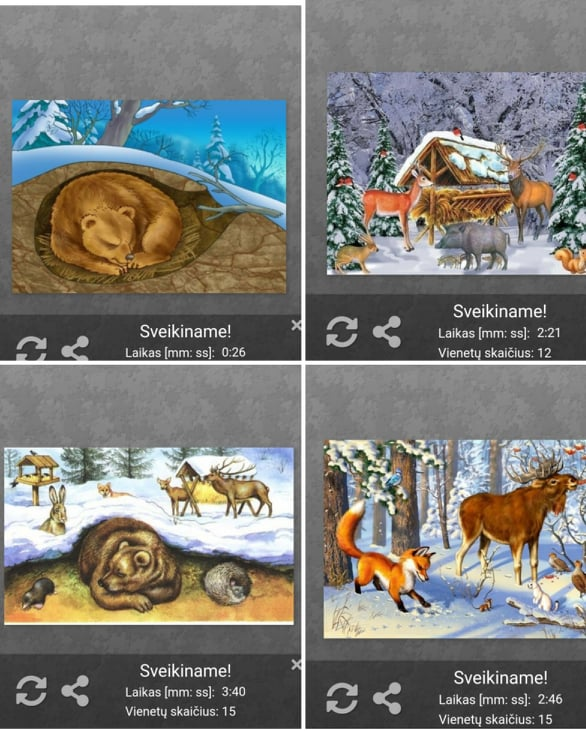 Sveikiname!
Laikas [mm: ss]: 0:26
Sveikiname!
Laikas [mm: ss]: 2:21
Vienetų skaičius: 12
Sveikiname!
Laikas [mm: ss]: 3:40
Vienetų skaičius: 15
Sveikiname!
Laikas [mm: ss]: 2:46
Vienetų skaičius: 15